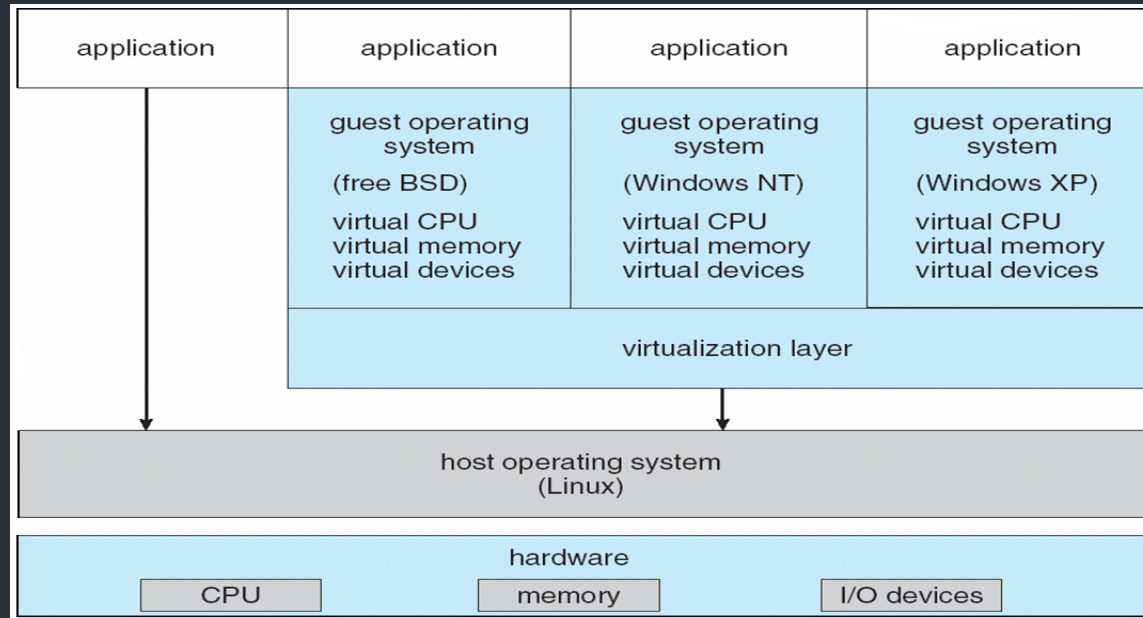 application
application
application
application
guest operating
system
(free BSD)
virtual CPU
virtual memory
virtual devices
guest operating
system
(Windows NT)
virtual CPU
virtual memory
virtual devices
guest operating
system
(Windows XP)
virtual CPU
virtual memory
virtual devices
virtualization layer
host operating system
(Linux)
hardware
CPU
memory
I/O devices